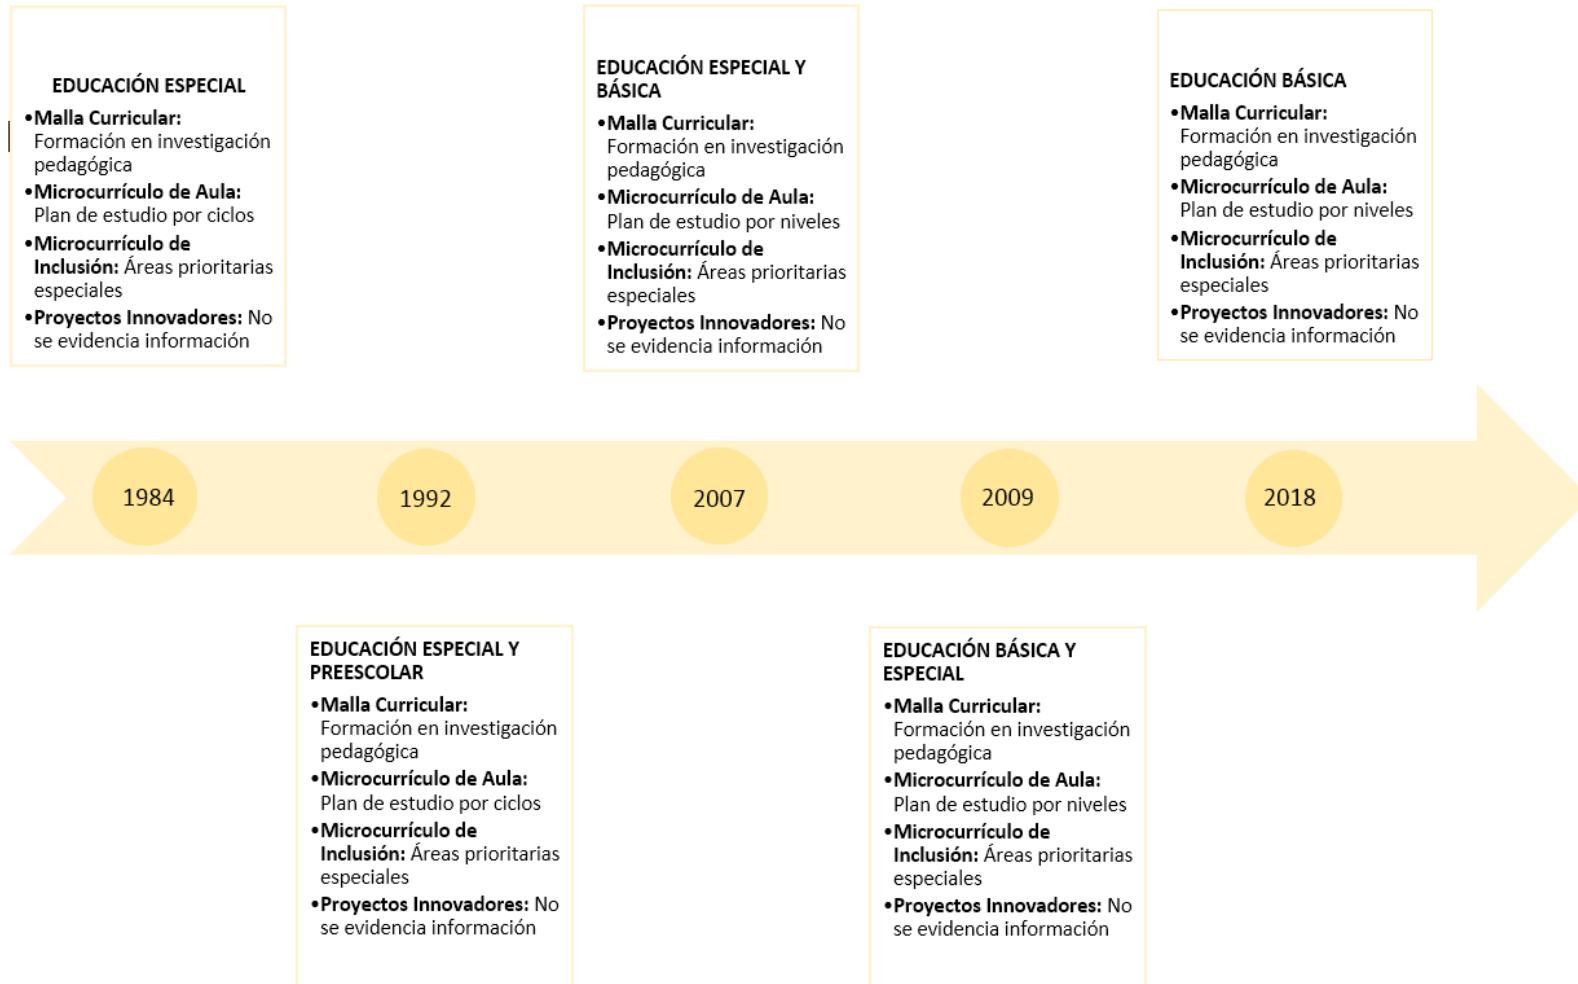 EDUCACIÓN ESPECIAL
•Malla Curricular:
Formación en investigación
pedagógica
•Microcurrículo de Aula:
Plan de estudio por ciclos
•Microcurrículo de
Inclusión: Áreas prioritarias
especiales
•Proyectos Innovadores: No
se evidencia información
EDUCACIÓN ESPECIAL Y
BÁSICA
•Malla Curricular:
Formación en investigación
pedagógica
•Microcurrículo de Aula:
Plan de estudio por niveles
•Microcurrículo de
Inclusión: Áreas prioritarias
especiales
•Proyectos Innovadores: No
se evidencia información
EDUCACIÓN BÁSICA
•Malla Curricular:
Formación en investigación
pedagógica
•Microcurrículo de Aula:
Plan de estudio por niveles
•Microcurrículo de
Inclusión: Áreas prioritarias
especiales
•Proyectos Innovadores: No
se evidencia información
1984
1992
2007
2009
2018
EDUCACIÓN ESPECIAL Y
PREESCOLAR
•Malla Curricular:
Formación en investigación
pedagógica
•Microcurrículo de Aula:
Plan de estudio por ciclos
•Microcurrículo de
Inclusión: Áreas prioritarias
especiales
•Proyectos Innovadores: No
se evidencia información
EDUCACIÓN BÁSICA Y
ESPECIAL
•Malla Curricular:
Formación en investigación
pedagógica
•Microcurrículo de Aula:
Plan de estudio por niveles
•Microcurrículo de
Inclusión: Áreas prioritarias
especiales
•Proyectos Innovadores: No
se evidencia información